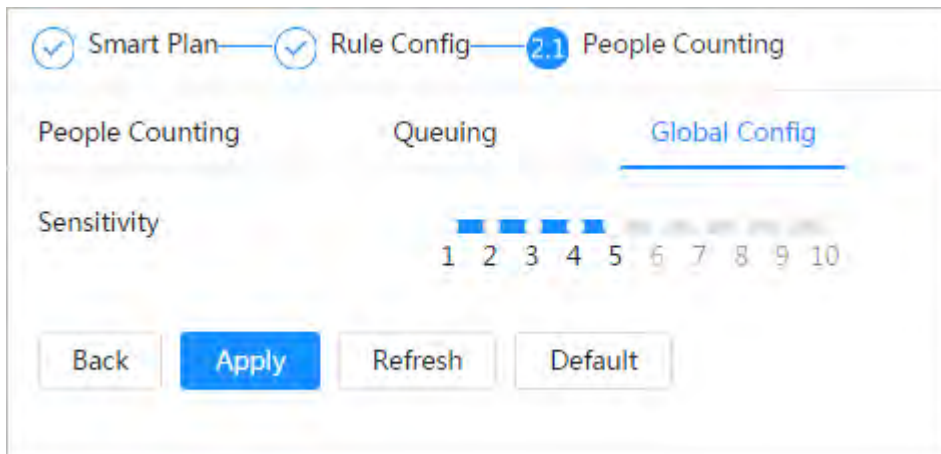 Smart Plan Rule Config 2.1 People Counting
People Counting Queuing Global Config
Sensitivity
1 2 3 4 5 6 7 8 9 10
Back Apply Refresh Default